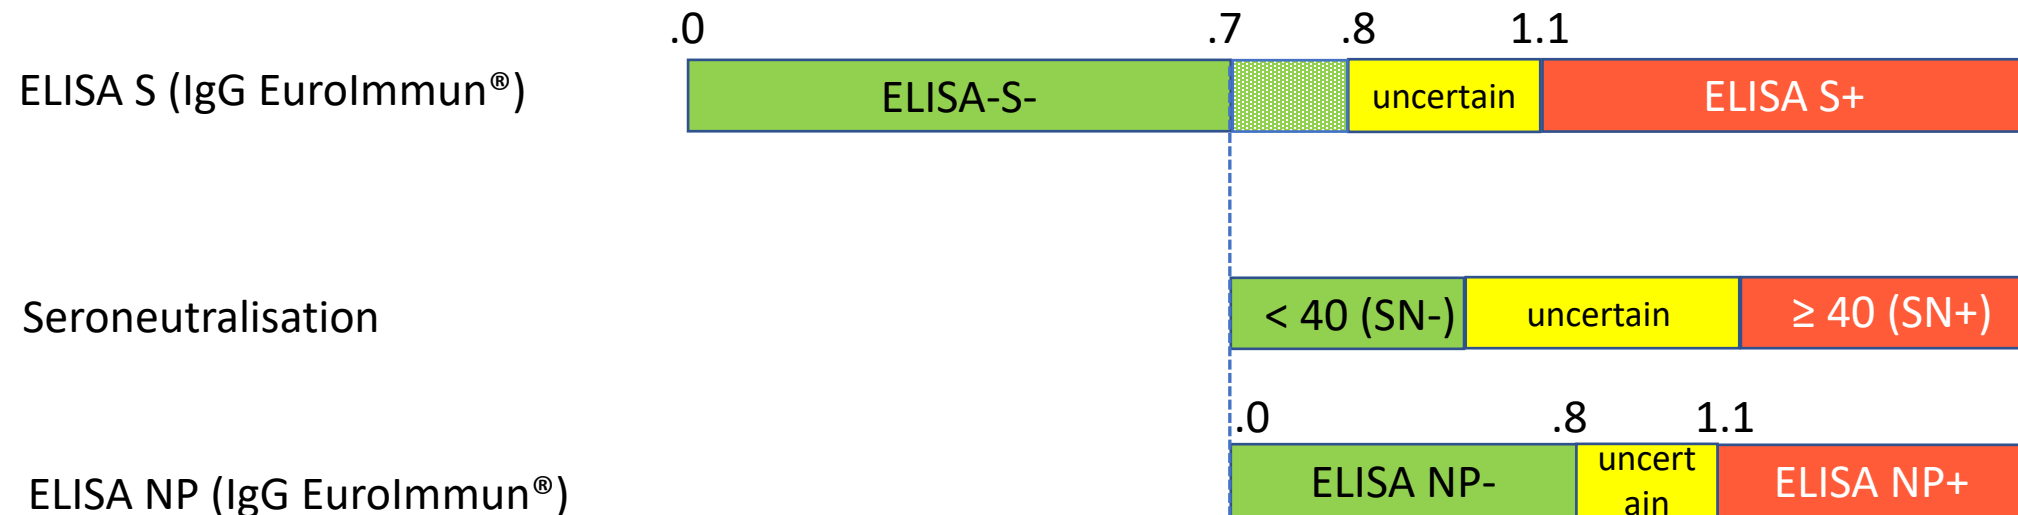 .0 .7 .8 1.1
ELISA S (IgG EuroImmun®) ELISA-S- uncertain ELISA S+
Seroneutralisation < 40 (SN-) uncertain ≥ 40 (SN+)
.0 .8 1.1
ELISA NP (IgG EuroImmun®) ELISA NP- uncert
ain ELISA NP+